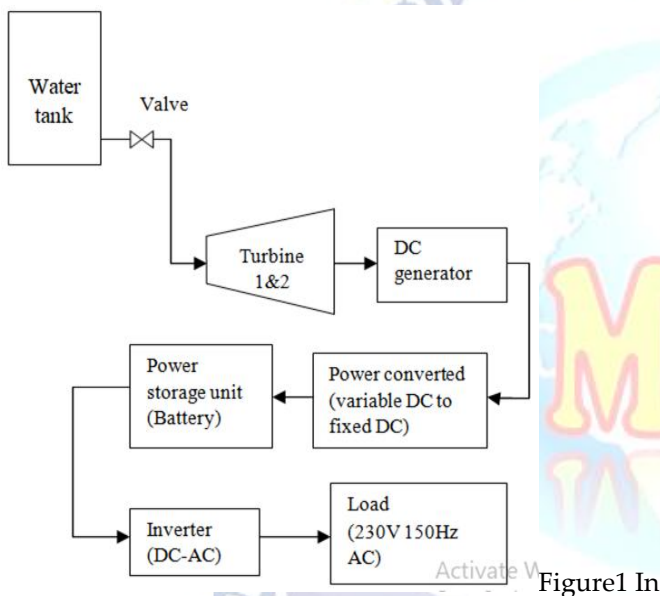 Water
tank
Valve
Turbine
1&2
DC
generator
Power
storage unit
(Battery)
Power converted
(variable DC to
fixed DC)
Inverter
(DC-AC)
Load
(230V 150Hz
AC)
Activate W
Figure1 In